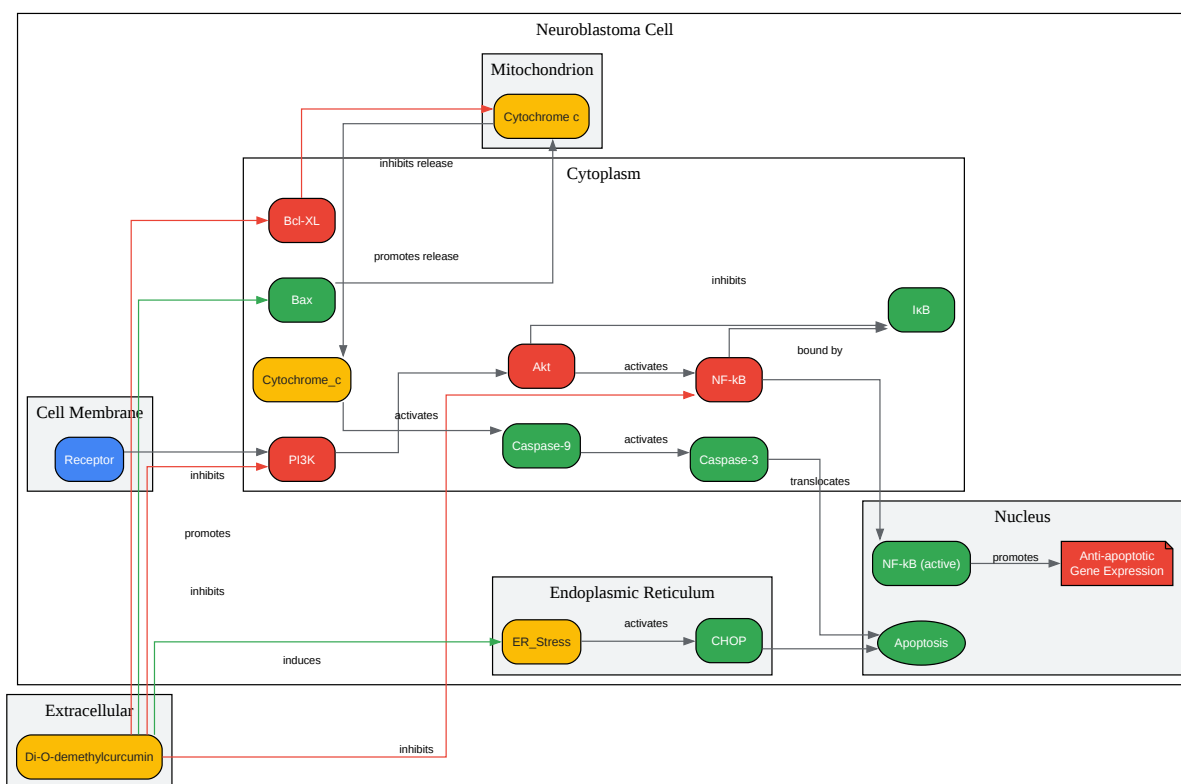 Neuroblastoma Cell
Mitochondrion
Cytochrome c
inhibits release
Cytoplasm
Bcl-XL
promotes release
inhibits
Bax
IκB
bound by
Akt
activates
NF-kB
Cytochrome_c
activates
Cell Membrane
Receptor
inhibits
PI3K
Caspase-9
activates
Caspase-3
translocates
Nucleus
promotes
NF-kB (active)
promotes
Anti-apoptotic
Gene Expression
inhibits
Endoplasmic Reticulum
ER_Stress
activates
CHOP
Apoptosis
induces
Extracellular
Di-O-demethylcurcumin
inhibits